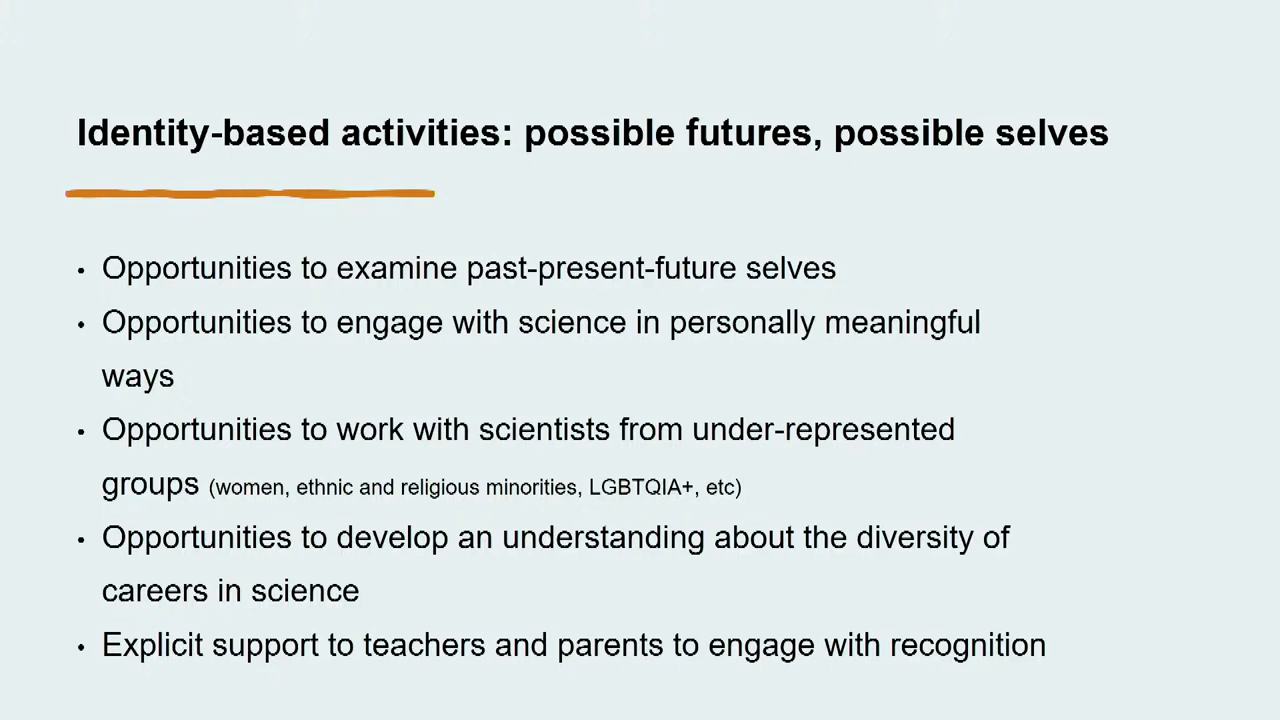 Identity-based activities: possible futures, possible selves
• Opportunities to examine past-present-future selves
• Opportunities to engage with science in personally meaningful
ways
• Opportunities to work with scientists from under-represented
groups (women, ethnic and religious minorities, LGBTQIA+, etc)
• Opportunities to develop an understanding about the diversity of
careers in science
• Explicit support to teachers and parents to engage with recognition